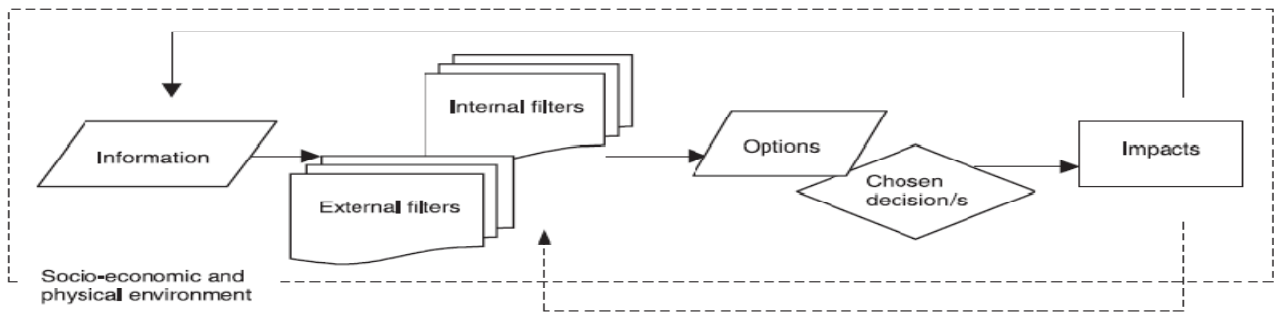 Internal filters
Information
External filters
Options
Chosen
decision/s
Impacts
Socio-economic and
physical environment